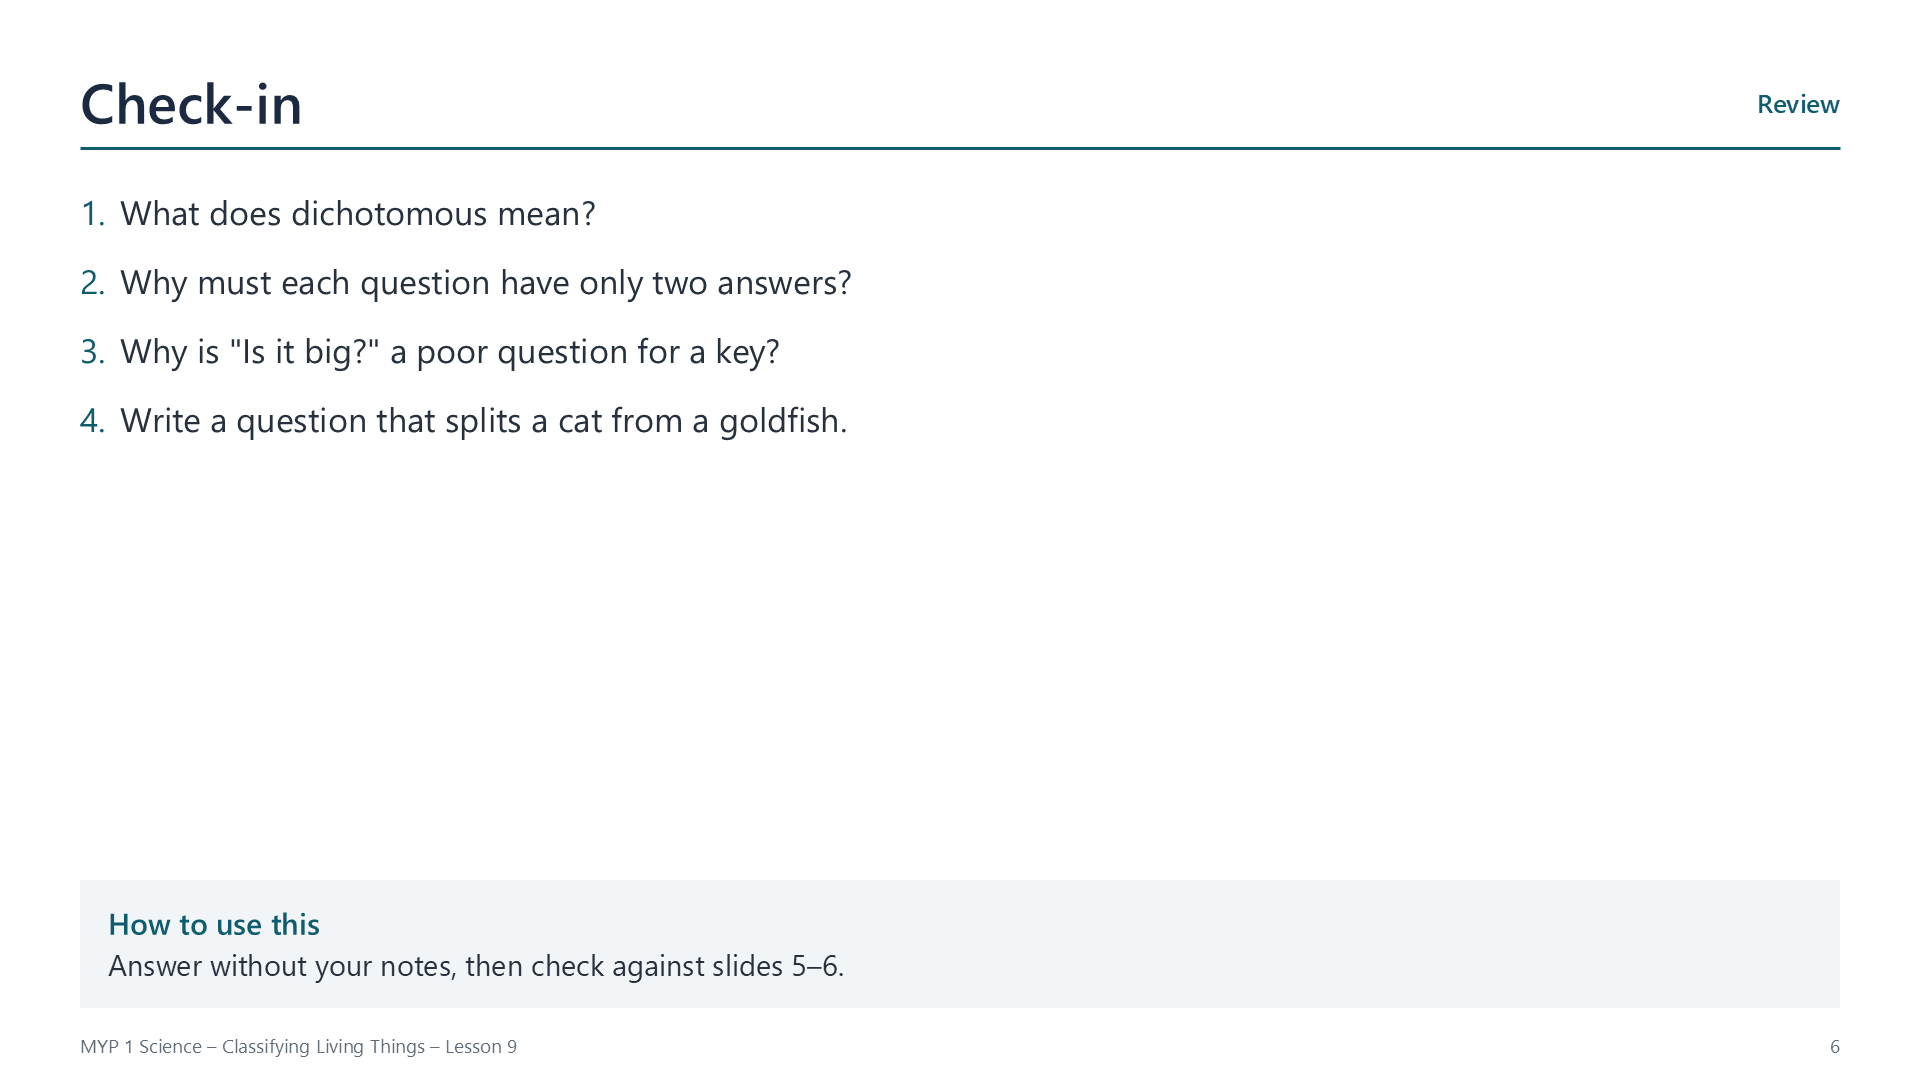 Check-in
Review
1. What does dichotomous mean?
2. Why must each question have only two answers?
3. Why is "Is it big?" a poor question for a key?
4. Write a question that splits a cat from a goldfish.
How to use this
Answer without your notes, then check against slides 5–6.
MYP 1 Science – Classifying Living Things – Lesson 9
6